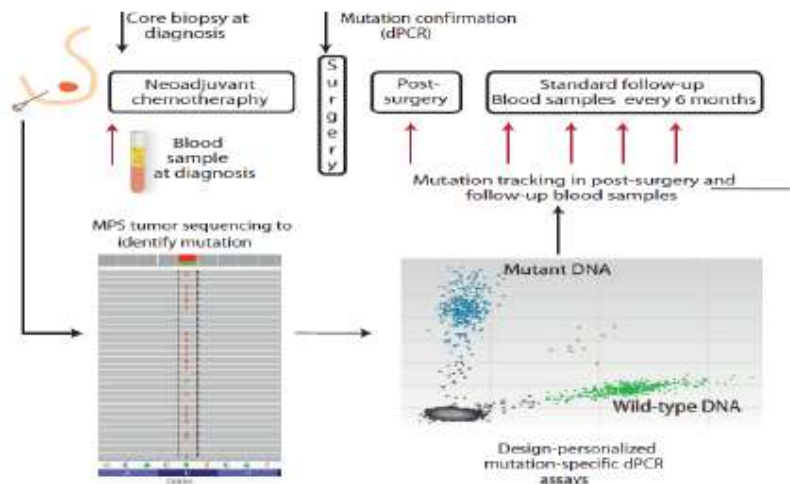 Core biopsy at
diagnosis
Mutation confirmation
(dPCR)
Neoadjuvant
chemotheraphy
Surgery
Post-
surgery
Standard follow-up
Blood samples every 6 months
Blood
sample
at diagnosis
Mutation tracking in post-surgery and
follow-up blood samples
MPS tumor sequencing to
identify mutation
Mutant DNA
Wild-type DNA
Design-personalized
mutation-specific dPCR
assays